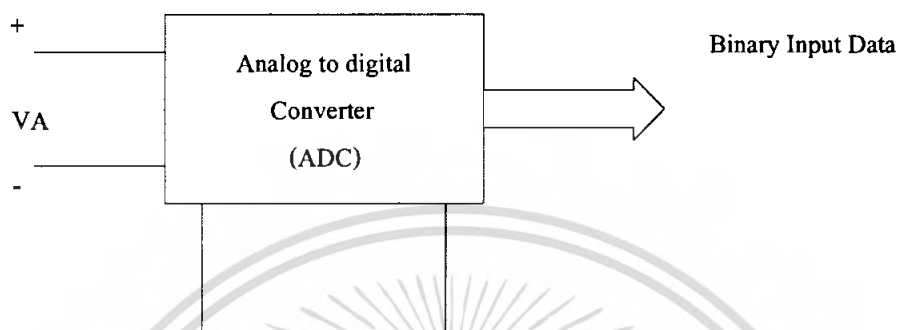 +
Binary Input Data
Analog to digital
Converter
VA
(ADC)
-